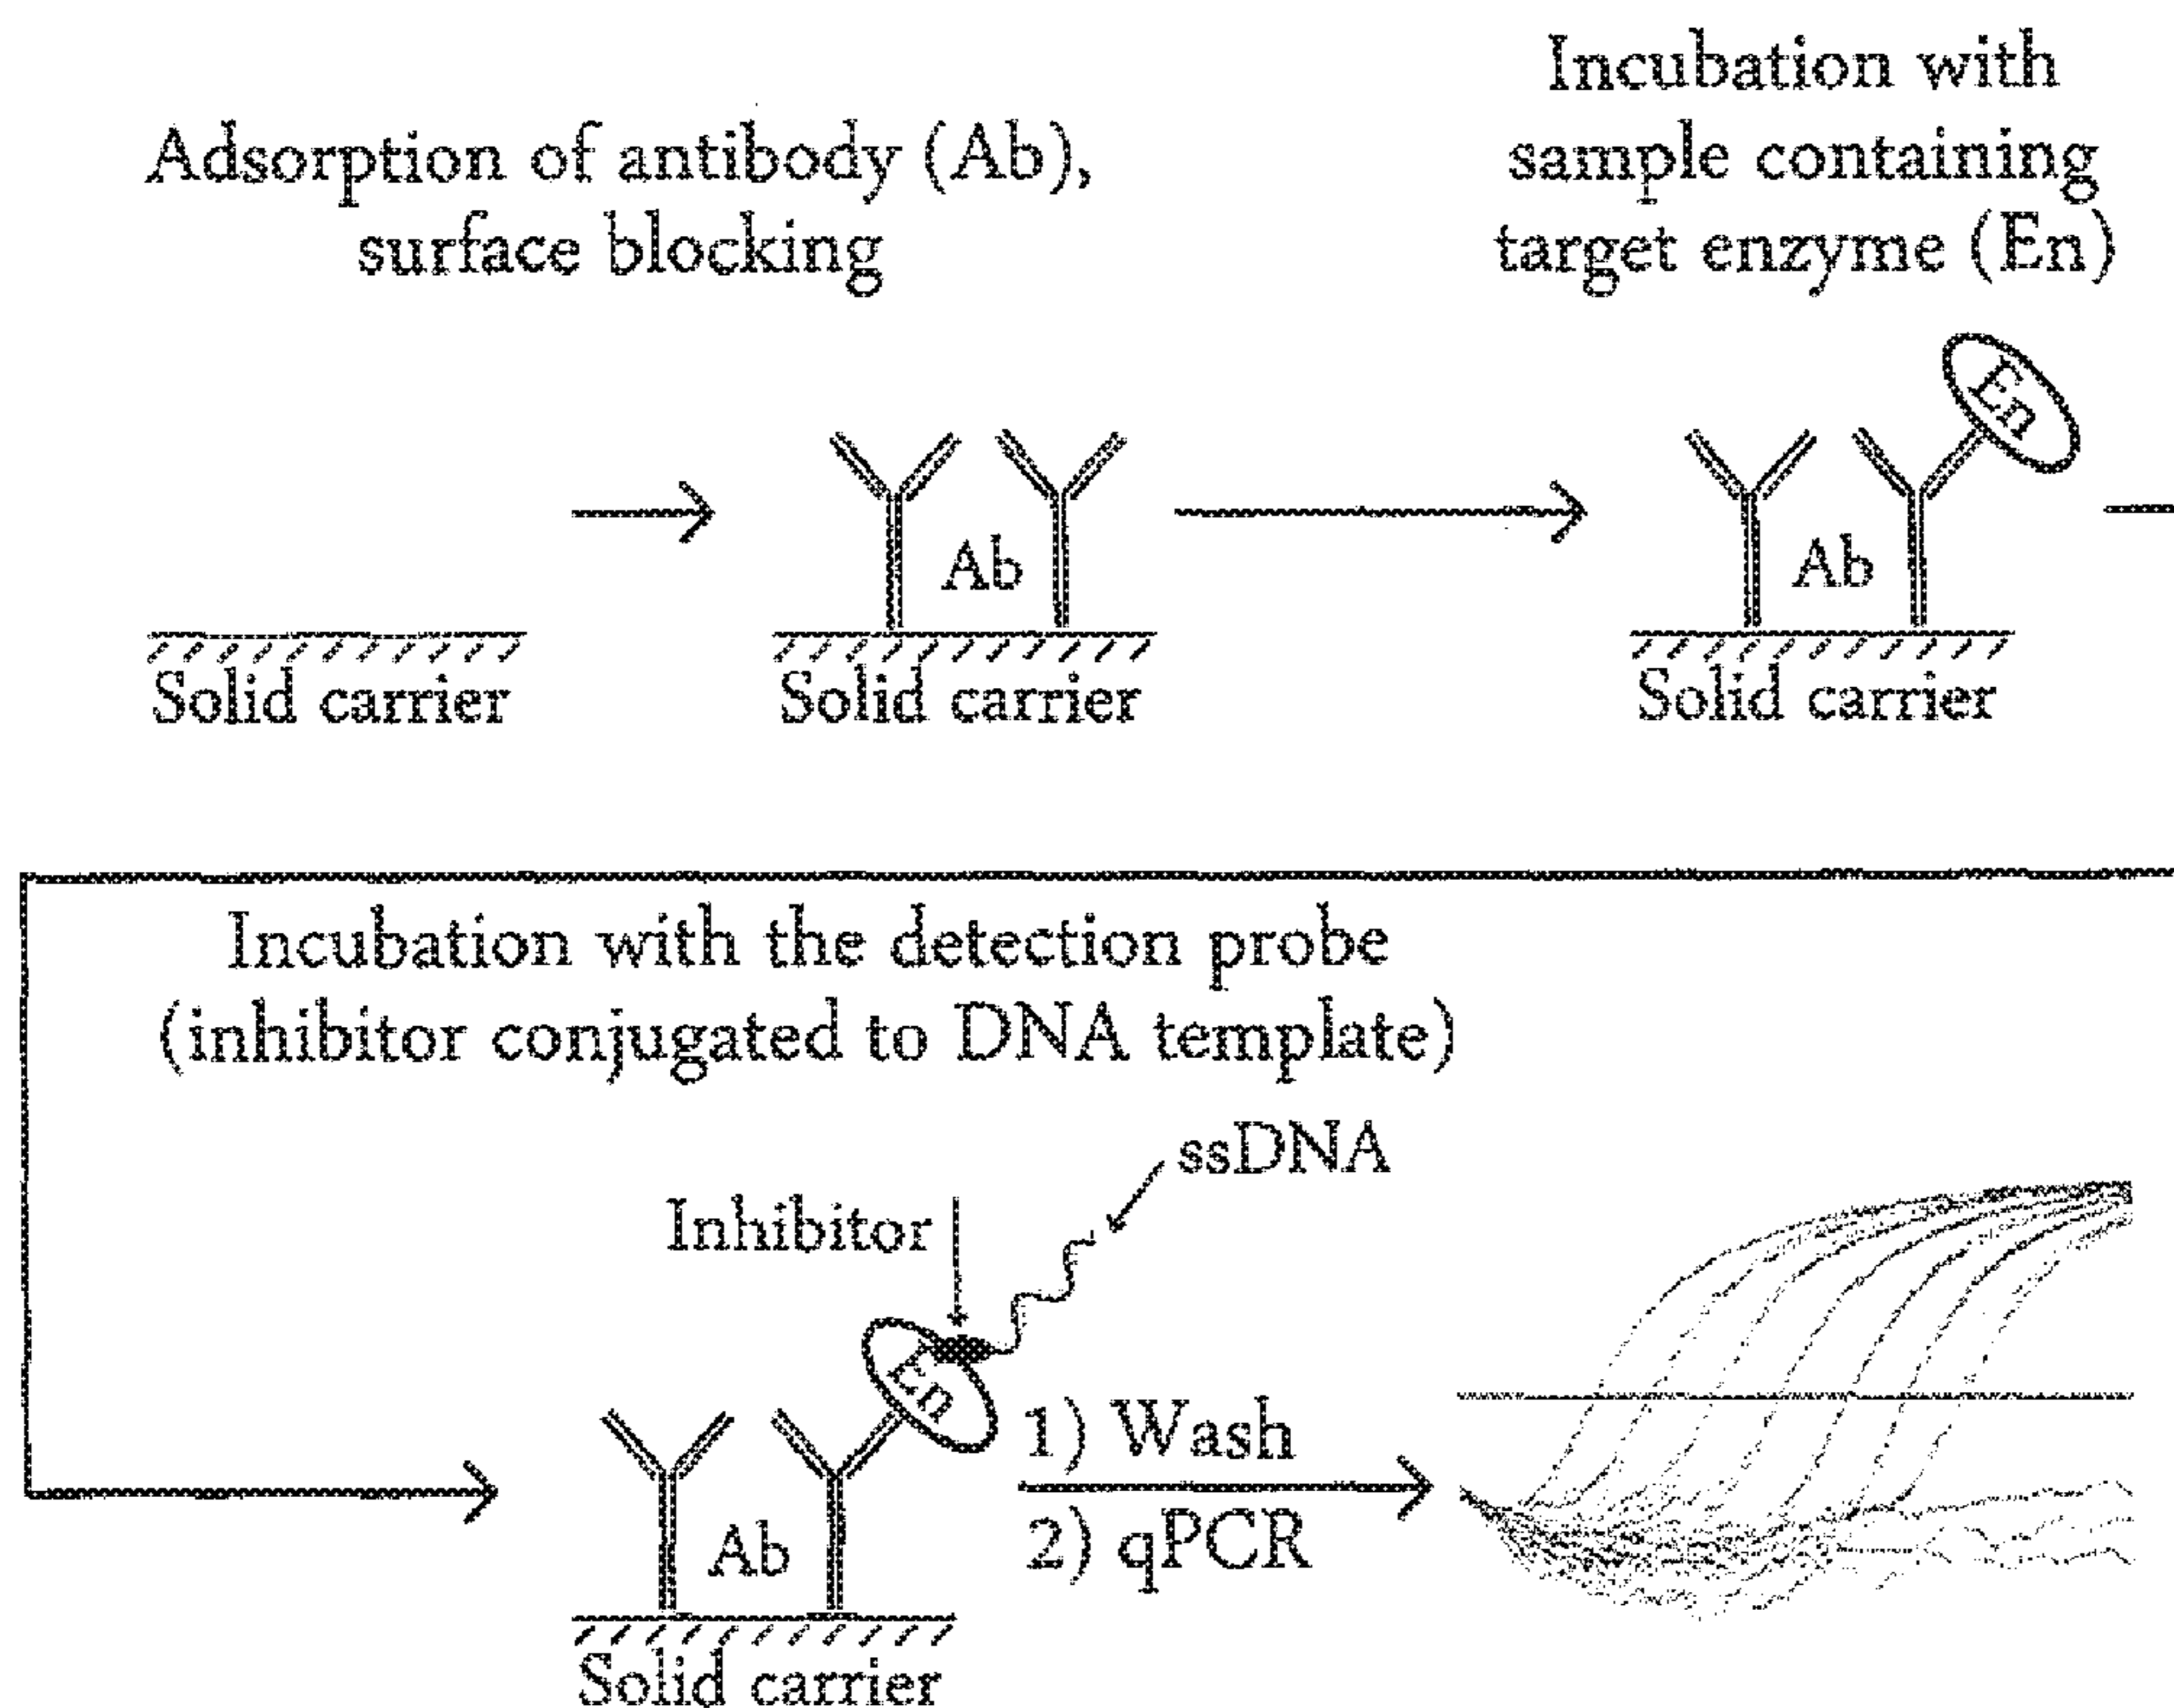 Adsorption of antibody (Ab),
surface blocking
Incubation with
sample containing
target enzyme (En)
En
Ab
Ab
Solid carrier
Solid carrier
Solid carrier
Incubation with the detection probe
(inhibitor conjugated to DNA template)
ssDNA
Inhibitor
En
1) Wash
2) qPCR
Ab
Solid carrier